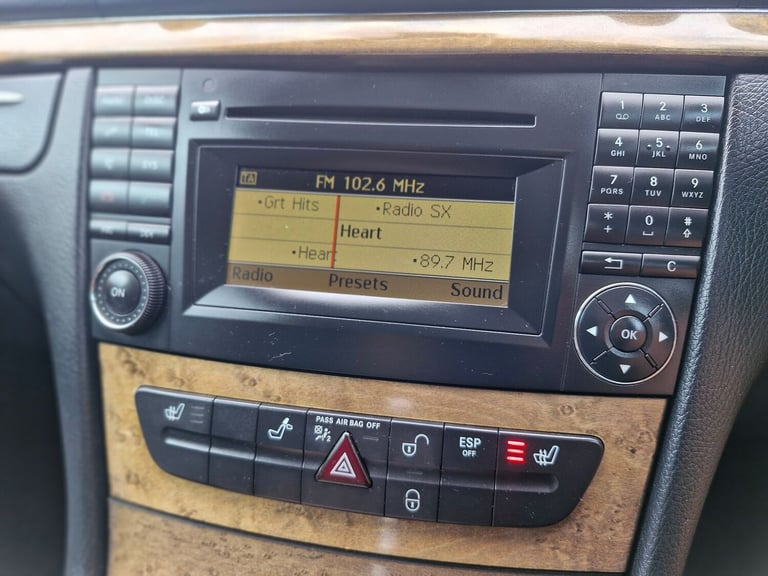 TA
FM 102.6 MHz
•Grt Hits •Radio SX
Heart
•Hear •89.7 MHz
Radio Presets Sound
ON
1 2 ABC 3 DEF
4 GHI 5 JKL 6 MNO
7 PQRS 8 TUV 9 WXYZ
* + 0 #
C
OK
PASS AIR BAG OFF
2
ESP
OFF